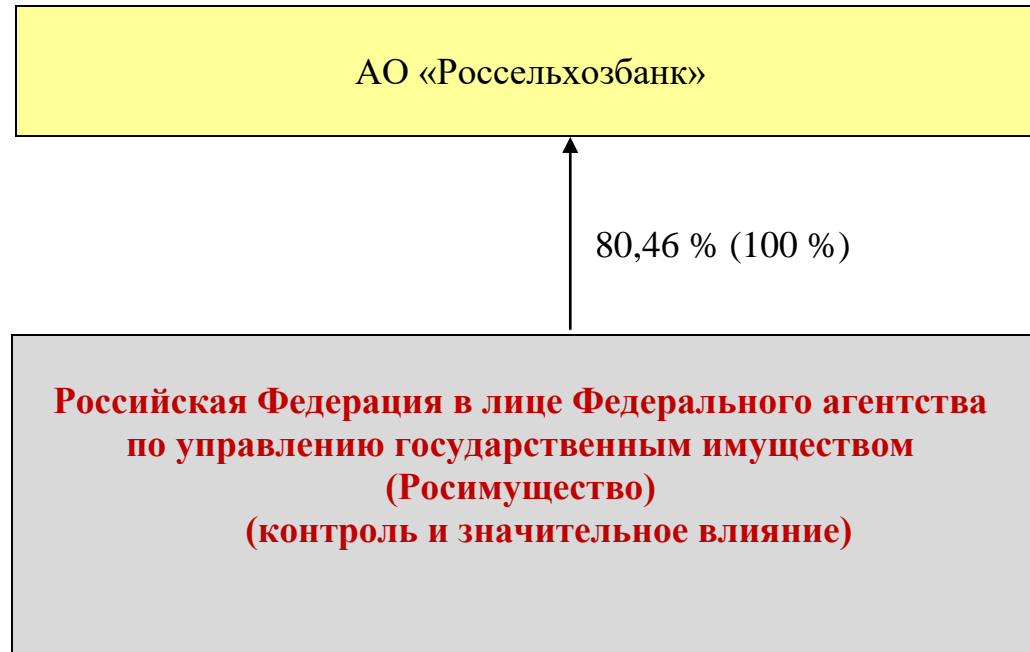 АО «Россельхозбанк»
80,46 % (100 %)
Российская Федерация в лице Федерального агентства
по управлению государственным имуществом
(Росимущество)
(контроль и значительное влияние)